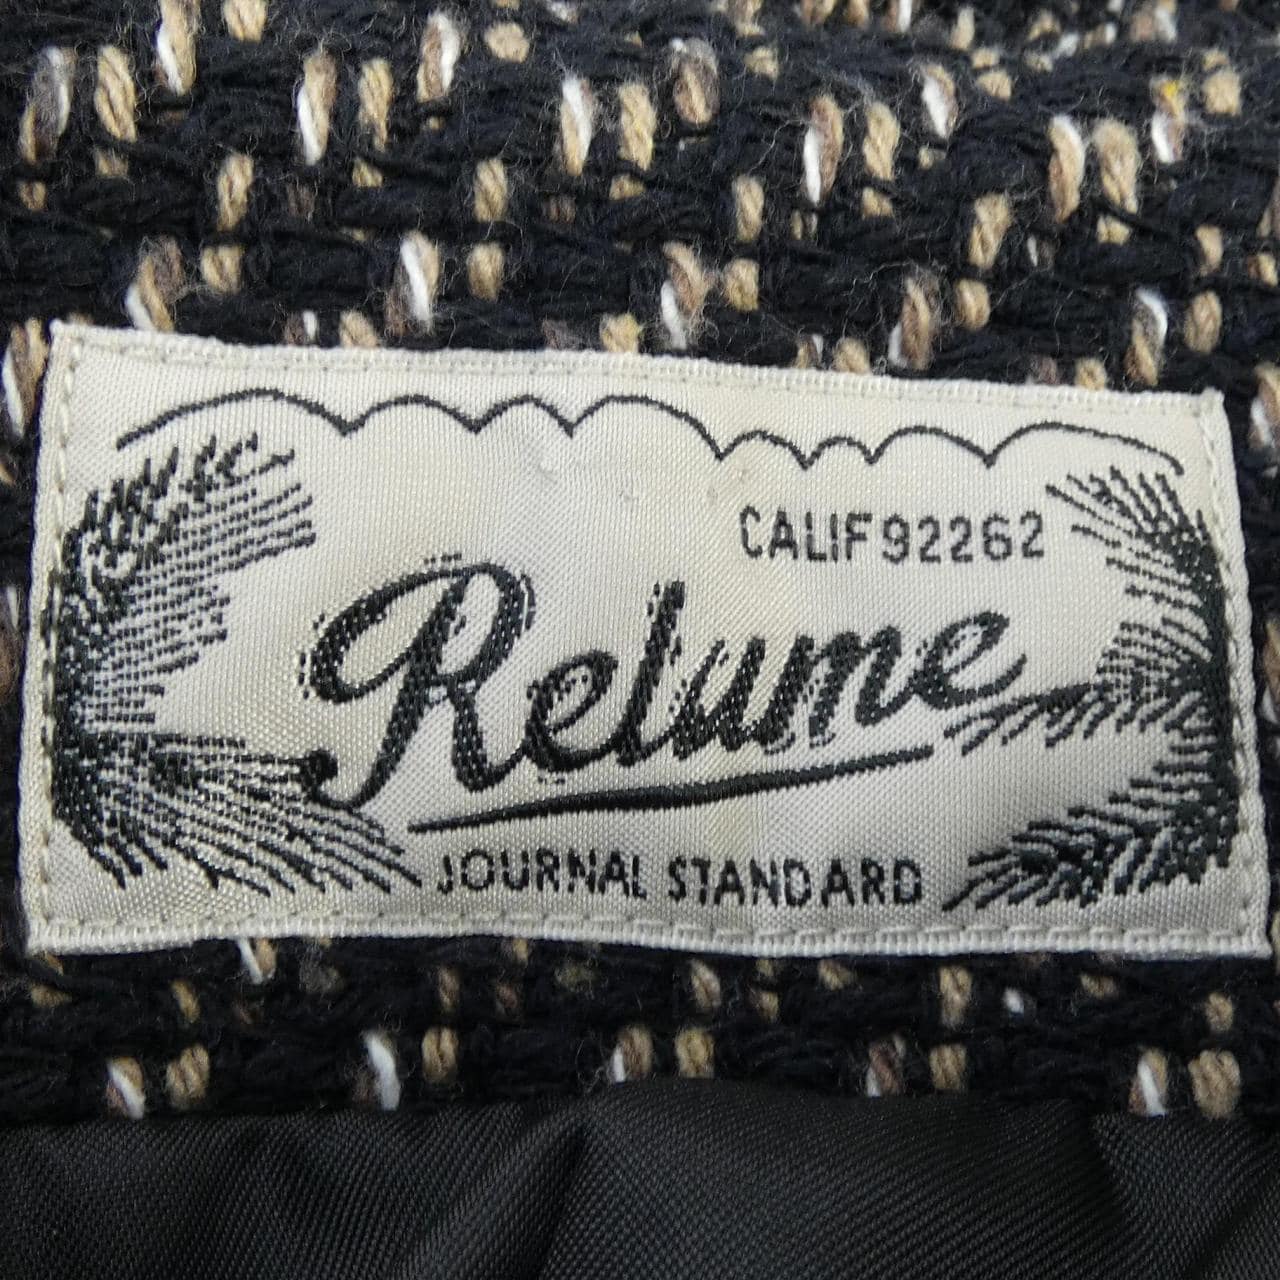 CALIF 92262
Relume
JOURNAL STANDARD